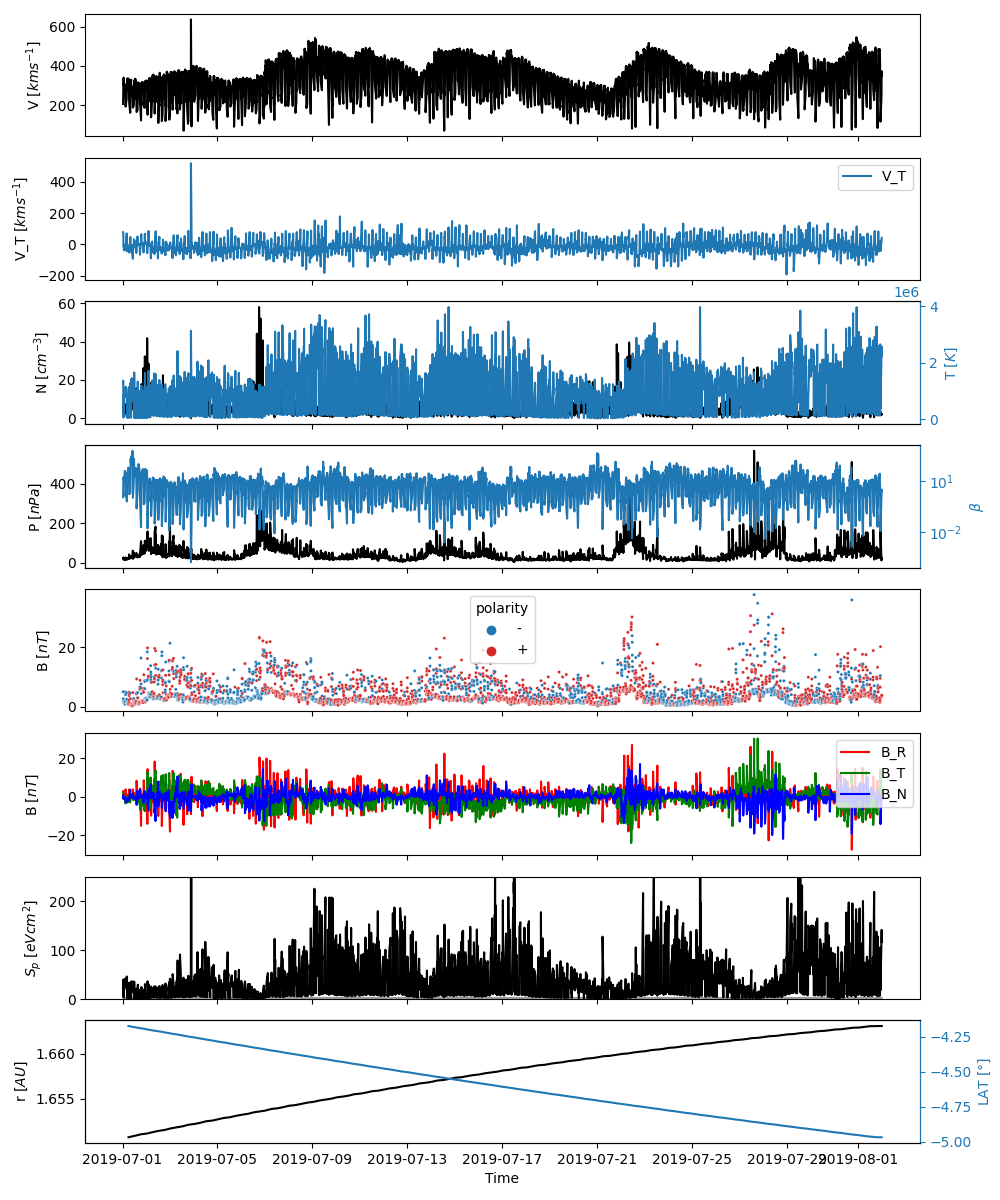 V [kms⁻¹]
600
400
200
V_T [kms⁻¹]
400
200
0
−200
V_T
1e6
N [cm⁻³]
60
40
20
0
4
2
0
T [K]
P [nPa]
400
200
0
10¹
10⁻²
β
B [nT]
20
0
polarity
-
+
B [nT]
20
0
−20
B_R
B_T
B_N
Sₚ [eVcm²]
200
100
0
r [AU]
1.660
1.655
−4.25
−4.50
−4.75
−5.00
LAT [°]
2019-07-01 2019-07-05 2019-07-09 2019-07-13 2019-07-17 2019-07-21 2019-07-25 2019-07-29 2019-08-01
Time